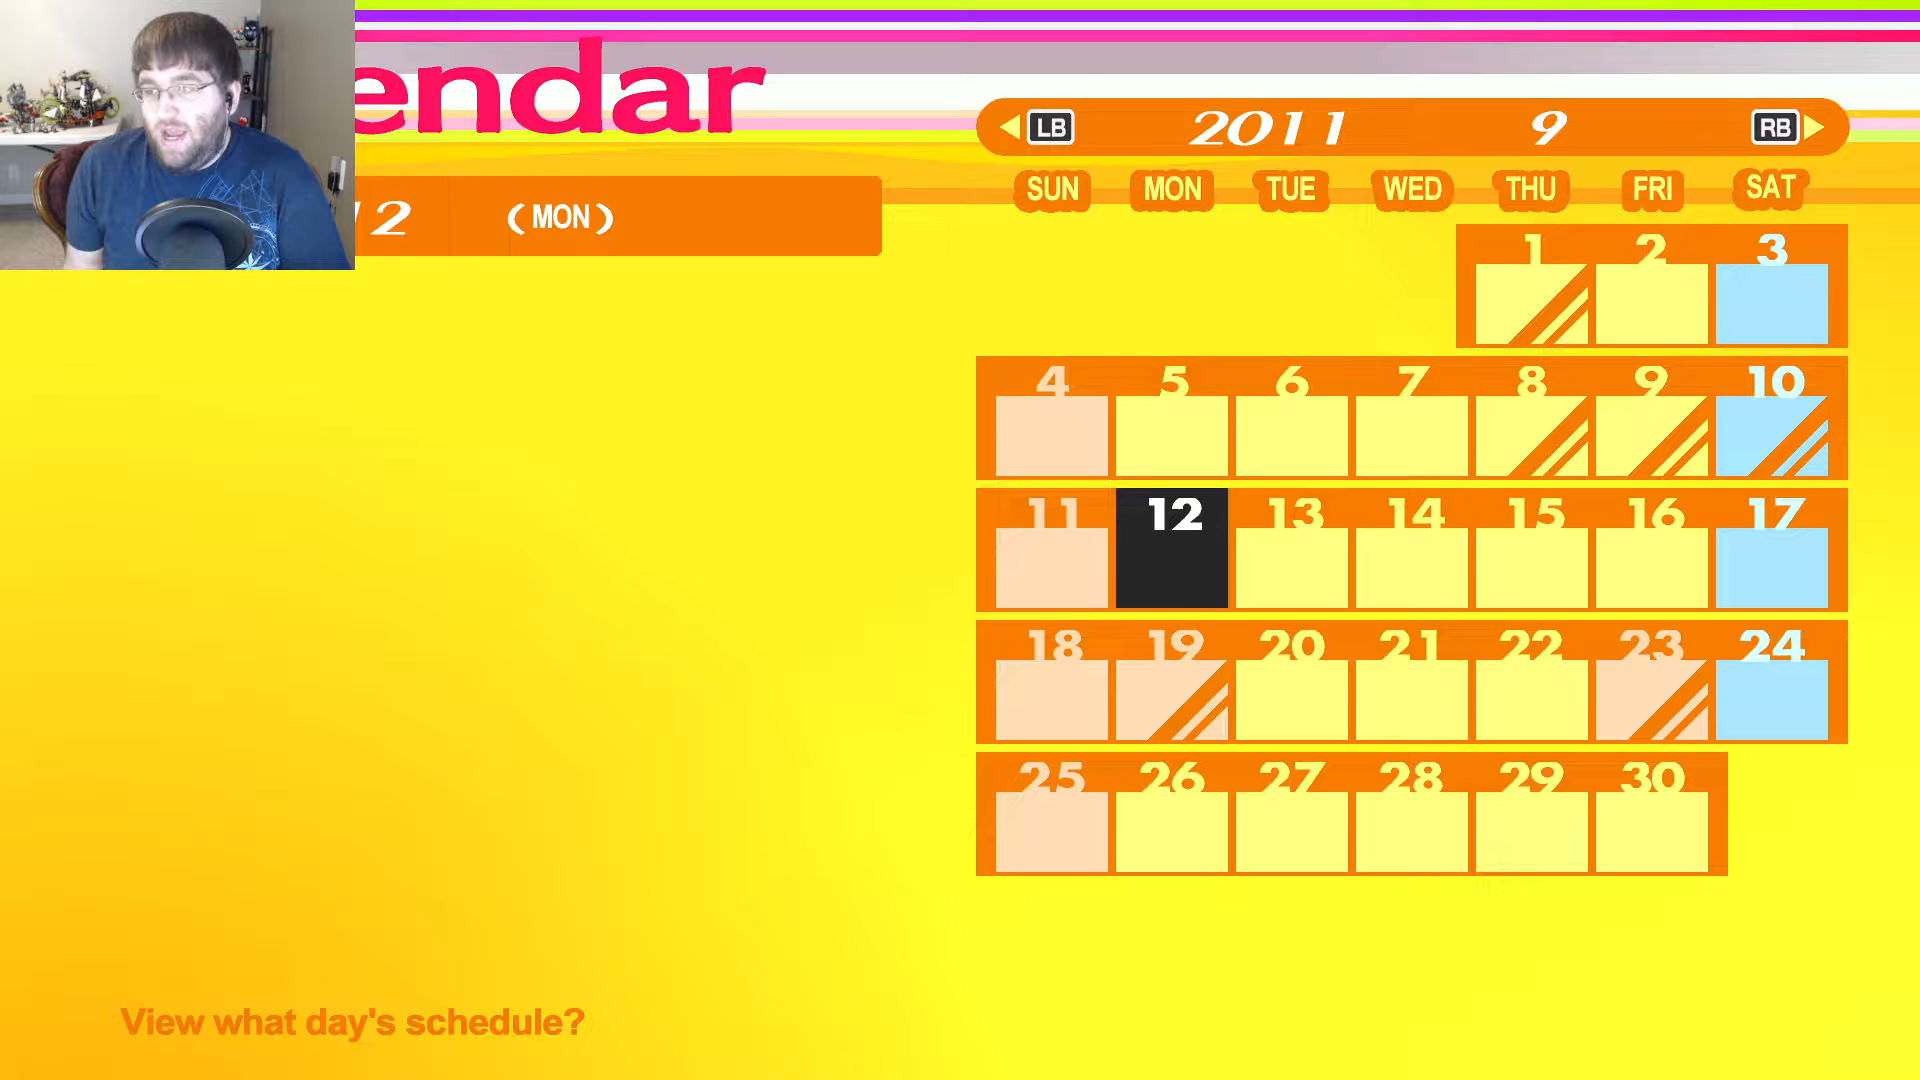 endar
LB 2011 9 RB
12 (MON)
SUN MON TUE WED THU FRI SAT
1 2 3
4 5 6 7 8 9 10
11 12 13 14 15 16 17
18 19 20 21 22 23 24
25 26 27 28 29 30
View what day's schedule?